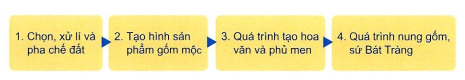 1. Chọn, xử lí và
pha chế đất
2. Tạo hình sản
phẩm gốm mộc
3. Quá trình tạo hoa
văn và phủ men
4. Quá trình nung gốm,
sứ Bát Tràng